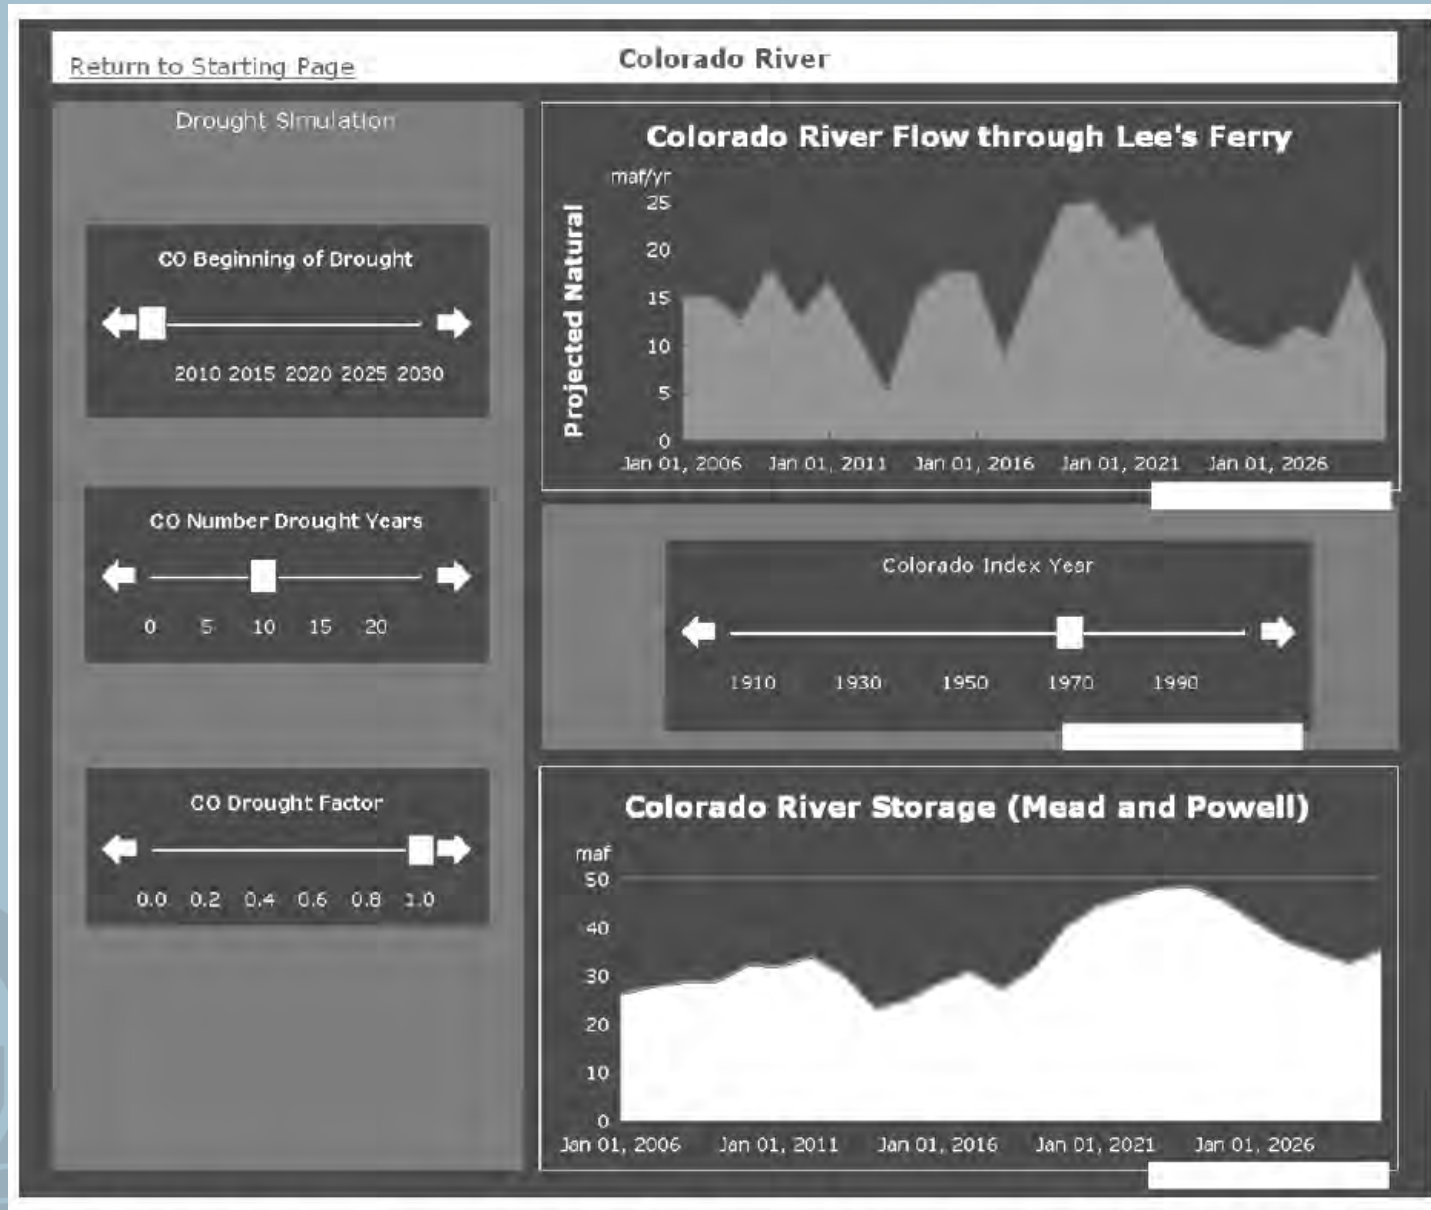 Return to Starting Page
Colorado River
Drought Simulation
CO Beginning of Drought
2010 2015 2020 2025 2030
CO Number Drought Years
0 5 10 15 20
CO Drought Factor
0.0 0.2 0.4 0.6 0.8 1.0
Colorado River Flow through Lee's Ferry
maf/yr
Projected Natural
25
20
15
10
5
0
Jan 01, 2006 Jan 01, 2011 Jan 01, 2016 Jan 01, 2021 Jan 01, 2026
Colorado Index Year
1910 1930 1950 1970 1990
Colorado River Storage (Mead and Powell)
maf
50
40
30
20
10
0
Jan 01, 2006 Jan 01, 2011 Jan 01, 2016 Jan 01, 2021 Jan 01, 2026